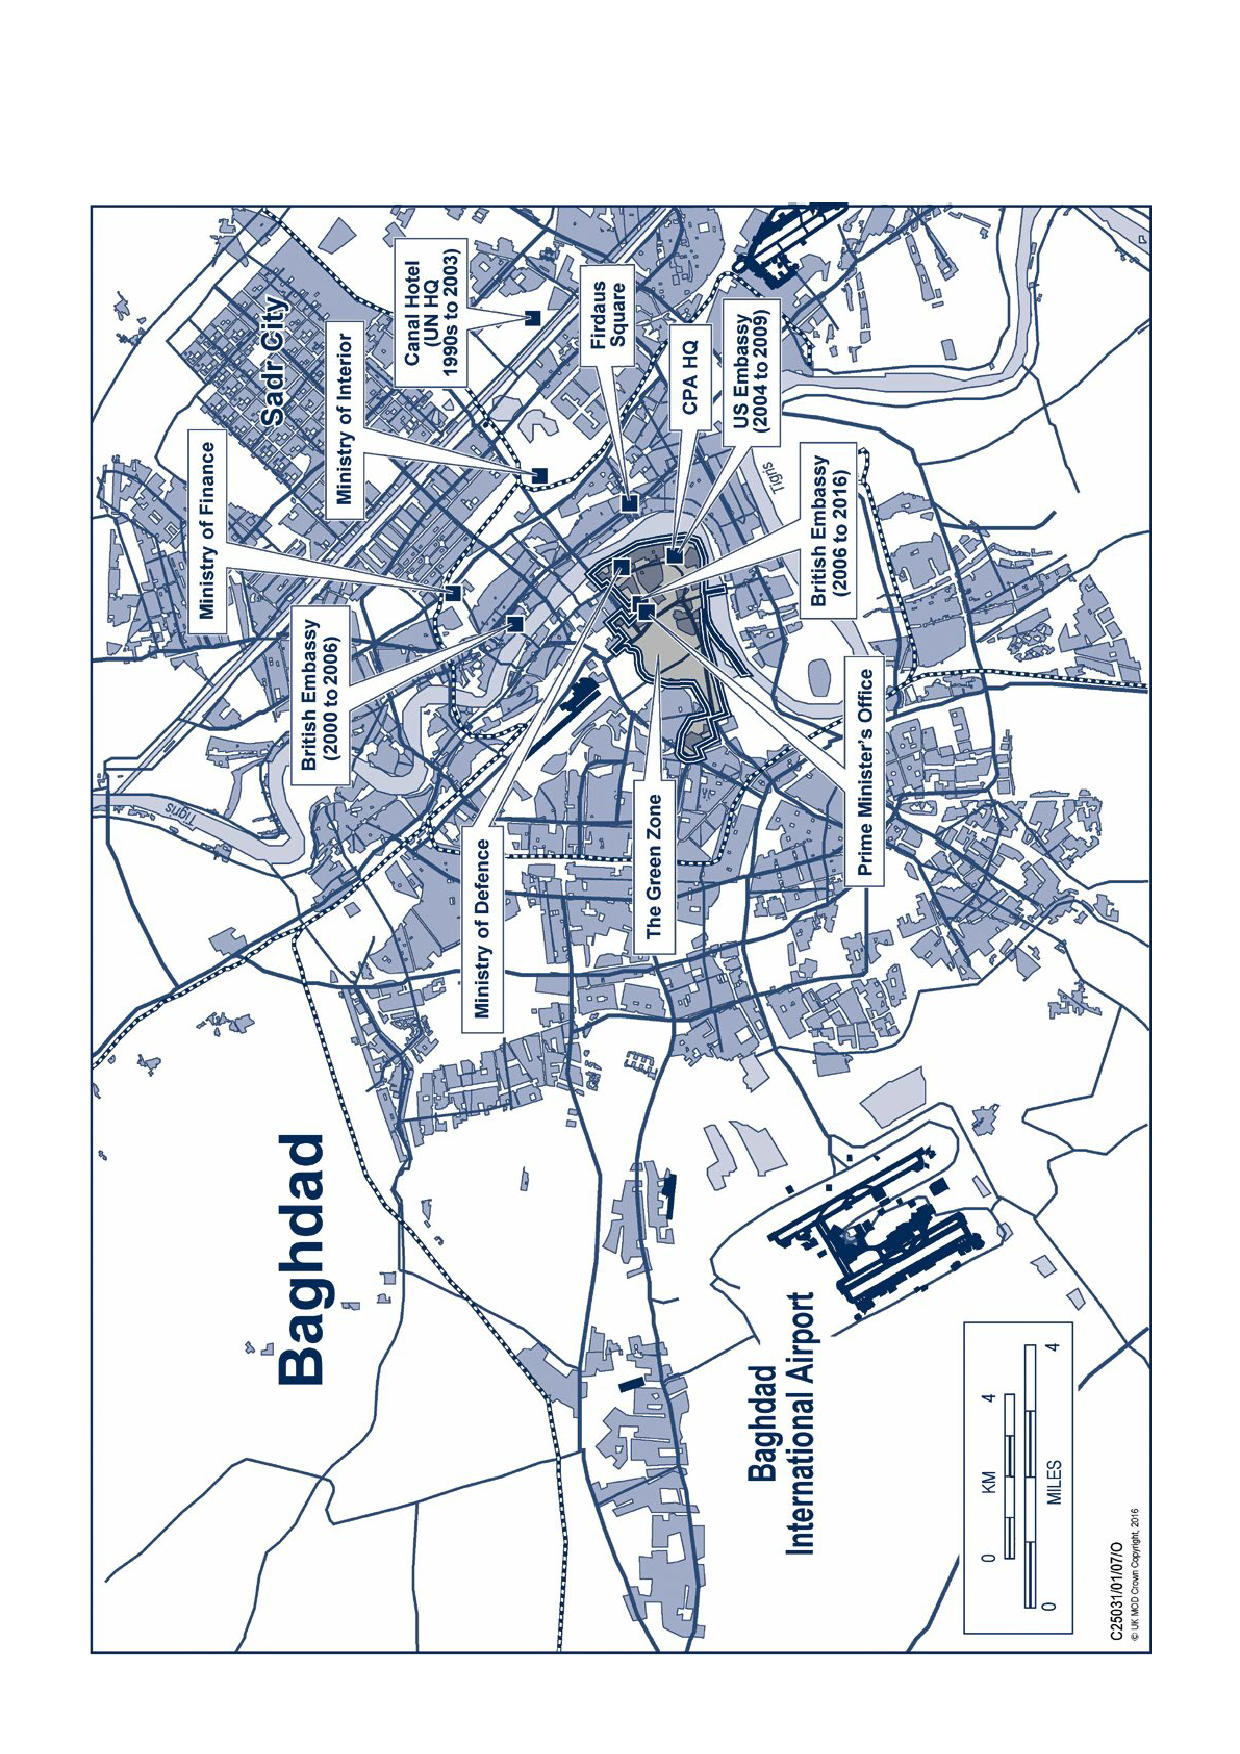 Baghdad
Sadr City
Ministry of Finance
Ministry of Interior
Canal Hotel
(UN HQ
1990s to 2003)
British Embassy
(2000 to 2006)
Firdaus
Square
CPA HQ
US Embassy
(2004 to 2009)
Tigris
Tigris
British Embassy
(2006 to 2016)
Ministry of Defence
The Green Zone
Prime Minister's Office
Baghdad
International Airport
0 KM 4
0 MILES 4
C25031/01/07/O
© UK MOD Crown Copyright, 2016